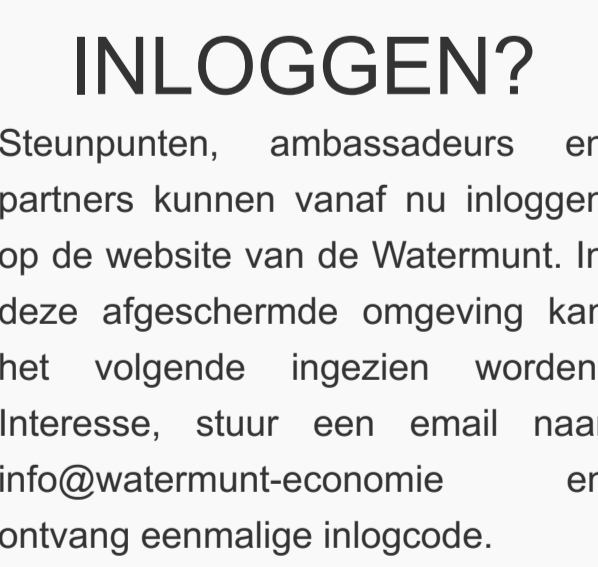 INLOGGEN?
Steunpunten, ambassadeurs en
partners kunnen vanaf nu inloggen
op de website van de Watermunt. In
deze afgeschermde omgeving kan
het volgende ingezien worden
Interesse, stuur een email naar
info@watermunt-economie en
ontvang eenmalige inlogcode.